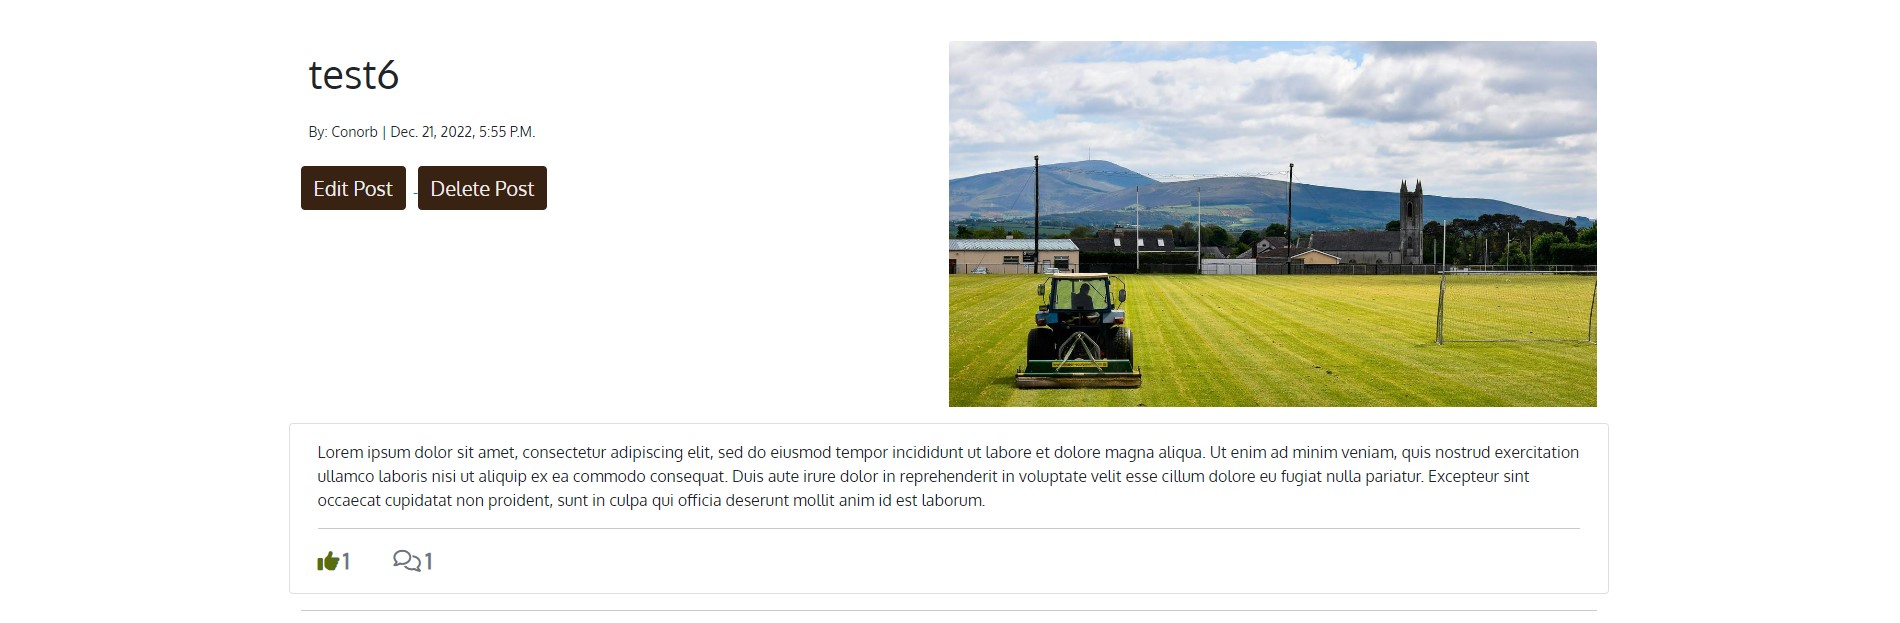 test6
By: Conorb | Dec. 21, 2022, 5:55 P.M.
Edit Post Delete Post
Lorem ipsum dolor sit amet, consectetur adipiscing elit, sed do eiusmod tempor incididunt ut labore et dolore magna aliqua. Ut enim ad minim veniam, quis nostrud exercitation
ullamco laboris nisi ut aliquip ex ea commodo consequat. Duis aute irure dolor in reprehenderit in voluptate velit esse cillum dolore eu fugiat nulla pariatur. Excepteur sint
occaecat cupidatat non proident, sunt in culpa qui officia deserunt mollit anim id est laborum.
1 1